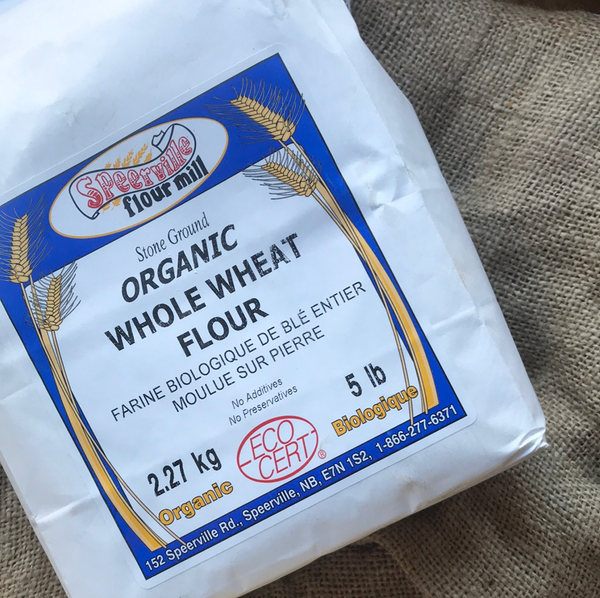 Speerville
flour mill
Stone Ground
ORGANIC
WHOLE WHEAT
FLOUR
FARINE BIOLOGIQUE DE BLÉ ENTIER
MOULUE SUR PIERRE
No Additives
No Preservatives
2.27 kg
5 lb
ECO
CERT®
Organic
Biologique
152 Speerville Rd., Speerville, NB, E7N 1S2, 1-866-277-6371